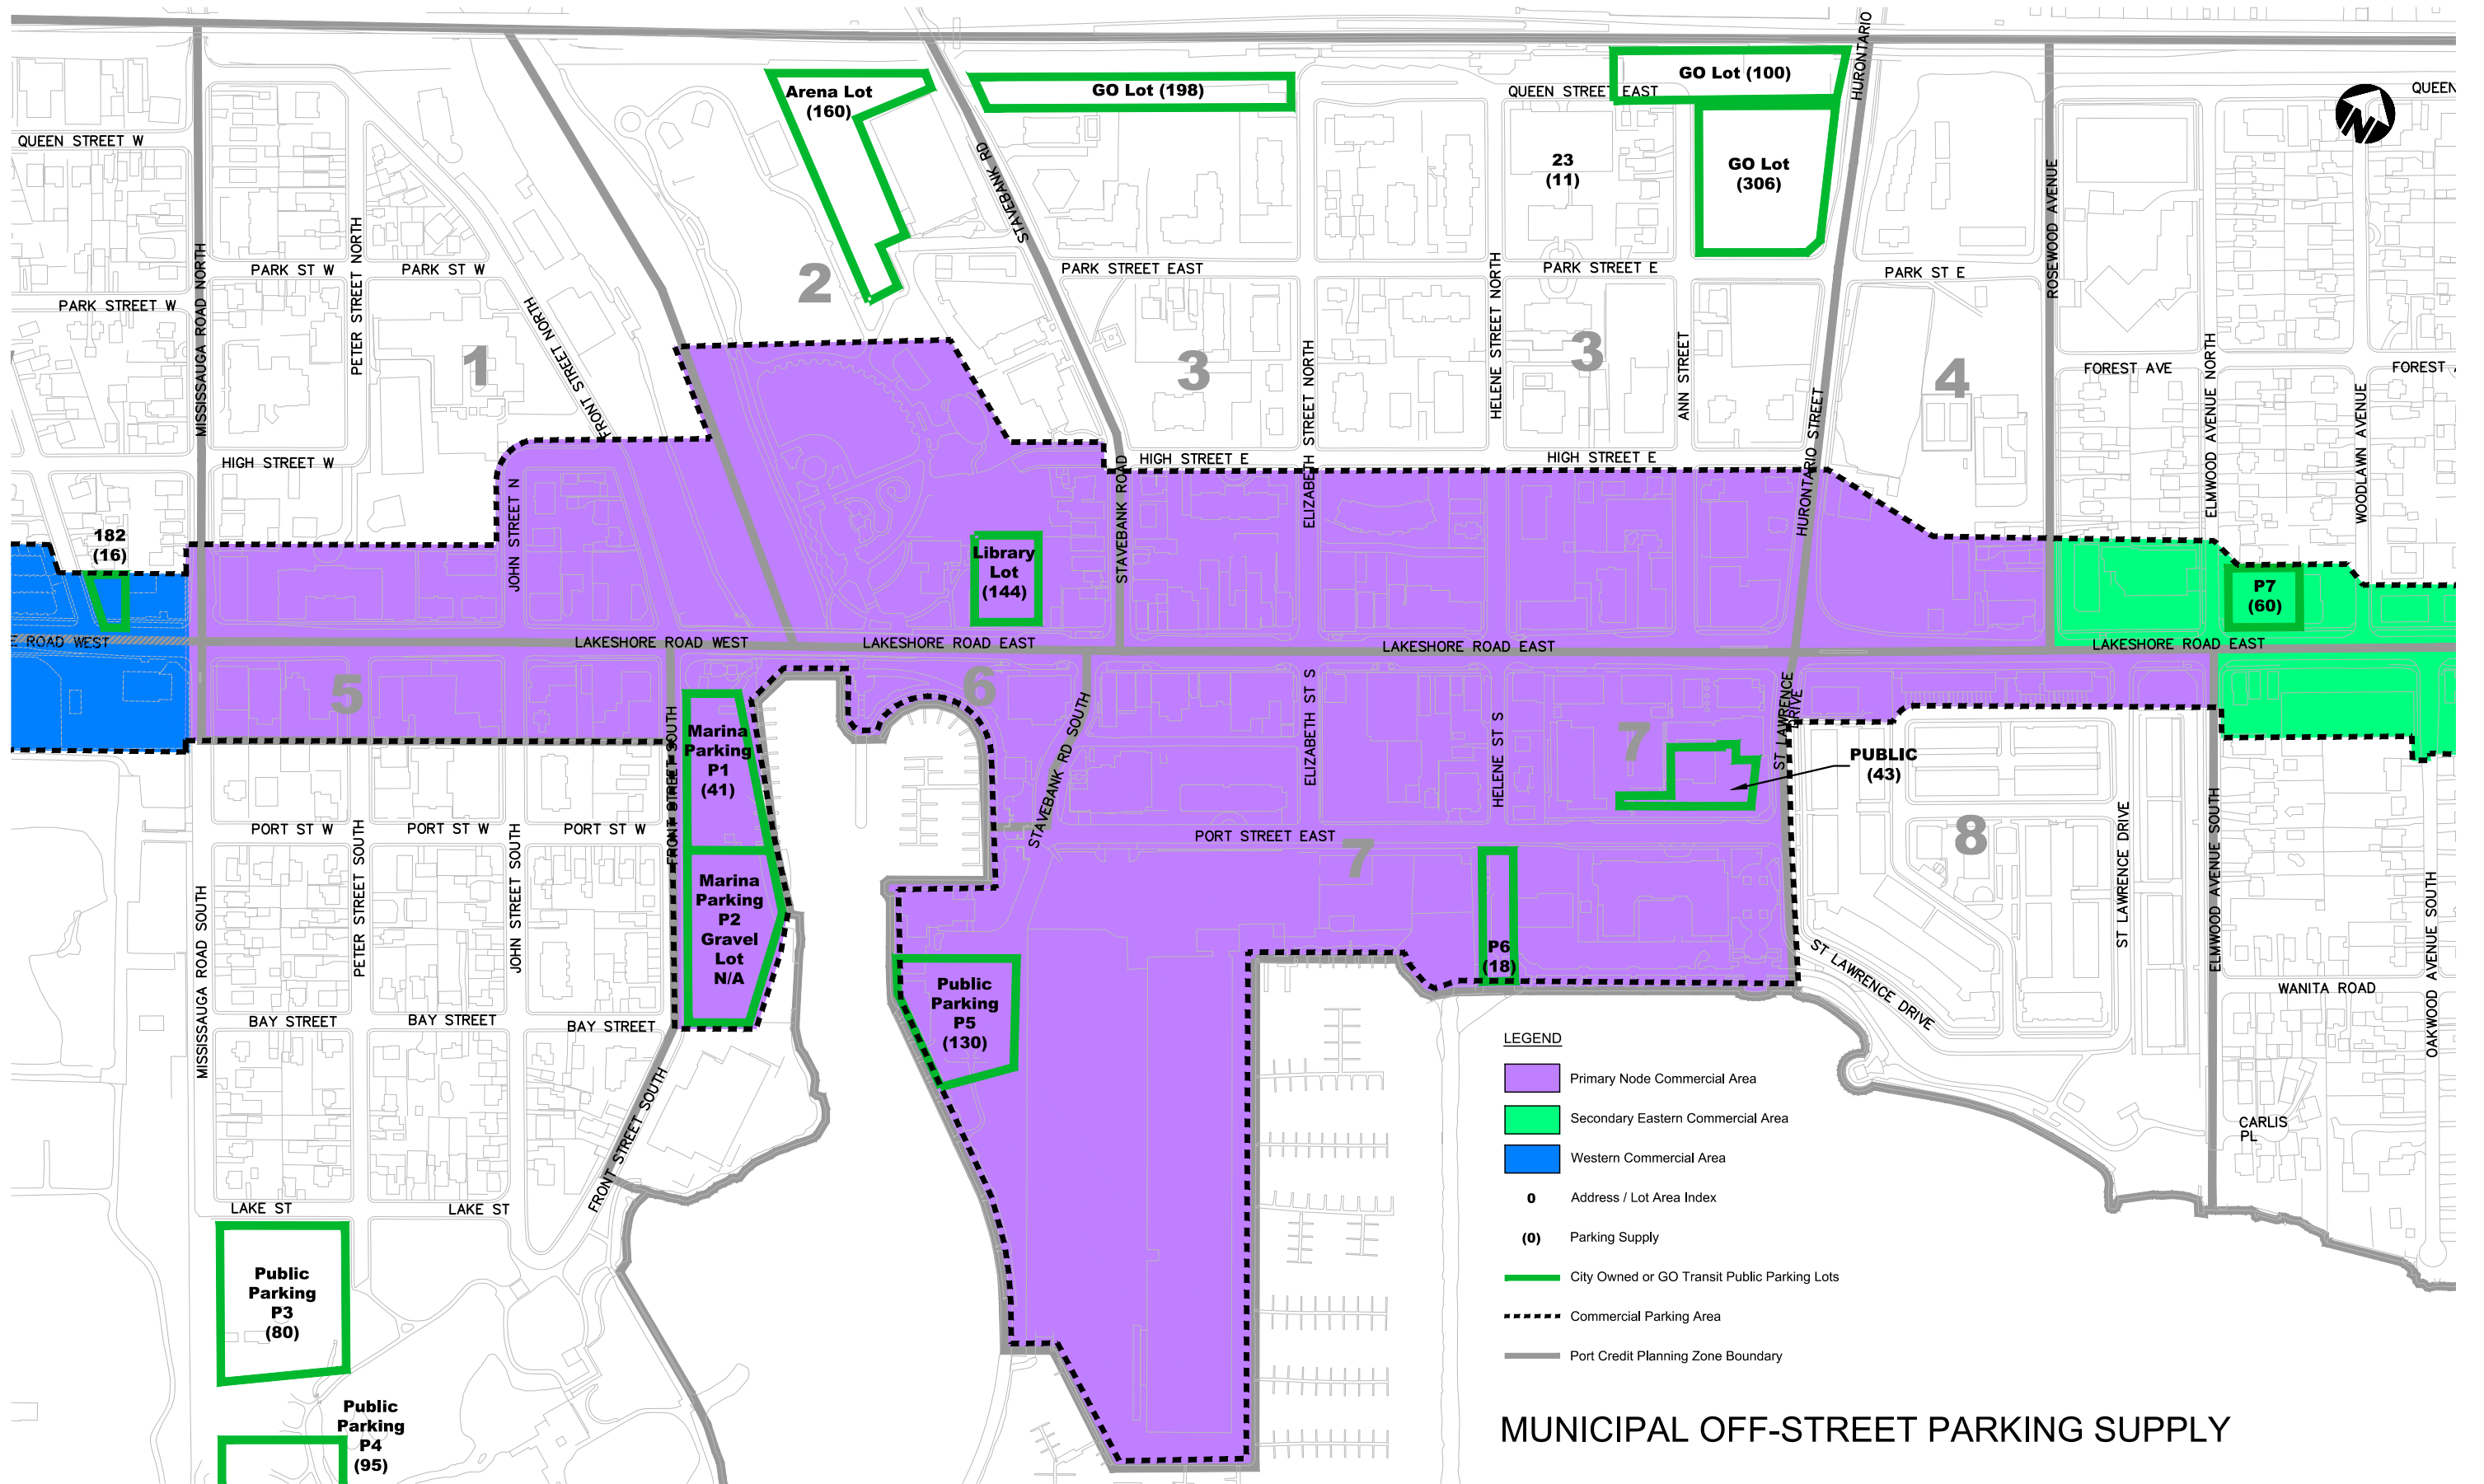 HURONTARIO
Arena Lot
(160)
GO Lot (198)
GO Lot (100)
QUEEN STREET EAST
QUEEN
N
QUEEN STREET W
STAVEBANK RD
23
(11)
GO Lot
(306)
ROSEWOOD AVENUE
MISSISSAUGA ROAD NORTH
PETER STREET NORTH
STAVEBANK RD
PARK ST W
PARK ST W
2
PARK STREET EAST
PARK STREET E
PARK ST E
PARK STREET W
FRONT STREET NORTH
FRONT STREET NORTH
1
3
HELENE STREET NORTH
3
ANN STREET
4
FOREST AVE
FOREST
ELIZABETH STREET NORTH
ELMWOOD AVENUE NORTH
WOODLAWN AVENUE
HIGH STREET W
HIGH STREET E
HIGH STREET E
HURONTARIO STREET
JOHN STREET N
STAVEBANK ROAD
182
(16)
Library
Lot
(144)
P7
(60)
E ROAD WEST
LAKESHORE ROAD WEST
LAKESHORE ROAD EAST
LAKESHORE ROAD EAST
LAKESHORE ROAD EAST
5
6
STAVEBANK RD SOUTH
ELIZABETH ST S
HELENE ST S
7
ST LAWRENCE
DRIVE
Marina
Parking
P1
(41)
FRONT STREET SOUTH
PUBLIC
(43)
PORT ST W
PORT ST W
PORT ST W
PORT STREET EAST
7
8
ST LAWRENCE DRIVE
ELMWOOD AVENUE SOUTH
MISSISSAUGA ROAD SOUTH
PETER STREET SOUTH
JOHN STREET SOUTH
Marina
Parking
P2
Gravel
Lot
N/A
P6
(18)
ST LAWRENCE DRIVE
OAKWOOD AVENUE SOUTH
Public
Parking
P5
(130)
WANITA ROAD
BAY STREET
BAY STREET
BAY STREET
FRONT STREET SOUTH
CARLIS
PL
LAKE ST
LAKE ST
Public
Parking
P3
(80)
Public
Parking
P4
(95)
LEGEND
Primary Node Commercial Area
Secondary Eastern Commercial Area
Western Commercial Area
0 Address / Lot Area Index
(0) Parking Supply
City Owned or GO Transit Public Parking Lots
Commercial Parking Area
Port Credit Planning Zone Boundary
MUNICIPAL OFF-STREET PARKING SUPPLY